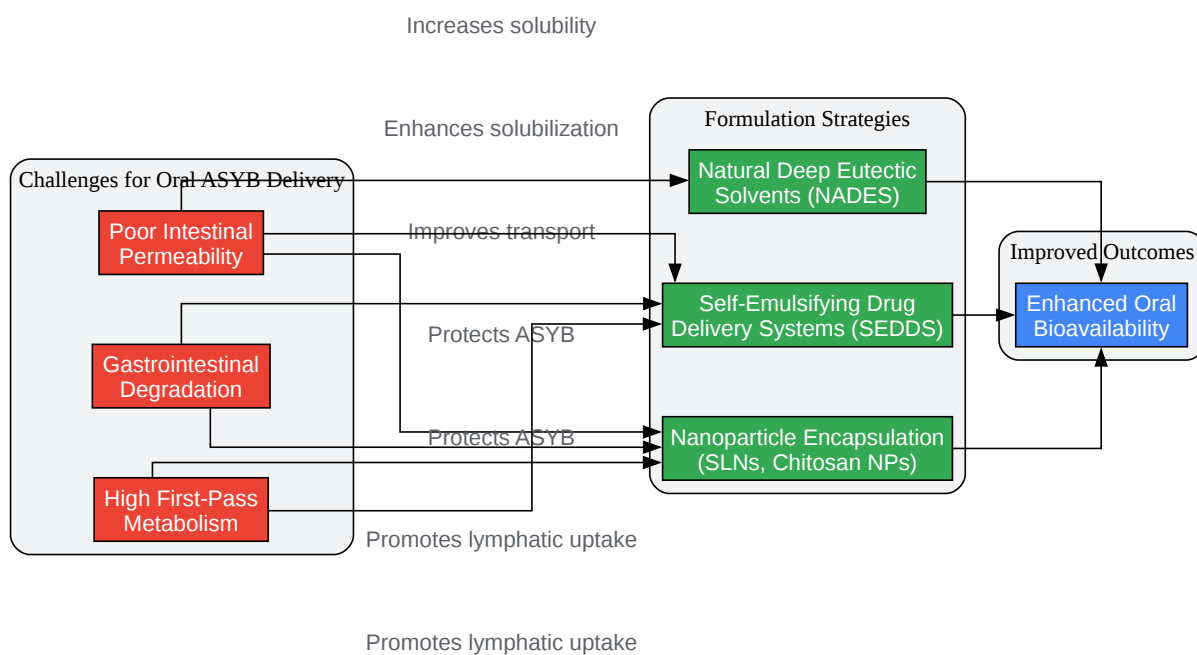 Increases solubility
Enhances solubilization
Improves transport
Protects ASYB
Protects ASYB
Promotes lymphatic uptake
Promotes lymphatic uptake
Challenges for Oral ASYB Delivery
Poor Intestinal
Permeability
Gastrointestinal
Degradation
High First-Pass
Metabolism
Formulation Strategies
Natural Deep Eutectic
Solvents (NADES)
Self-Emulsifying Drug
Delivery Systems (SEDDS)
Nanoparticle Encapsulation
(SLNs, Chitosan NPs)
Improved Outcomes
Enhanced Oral
Bioavailability